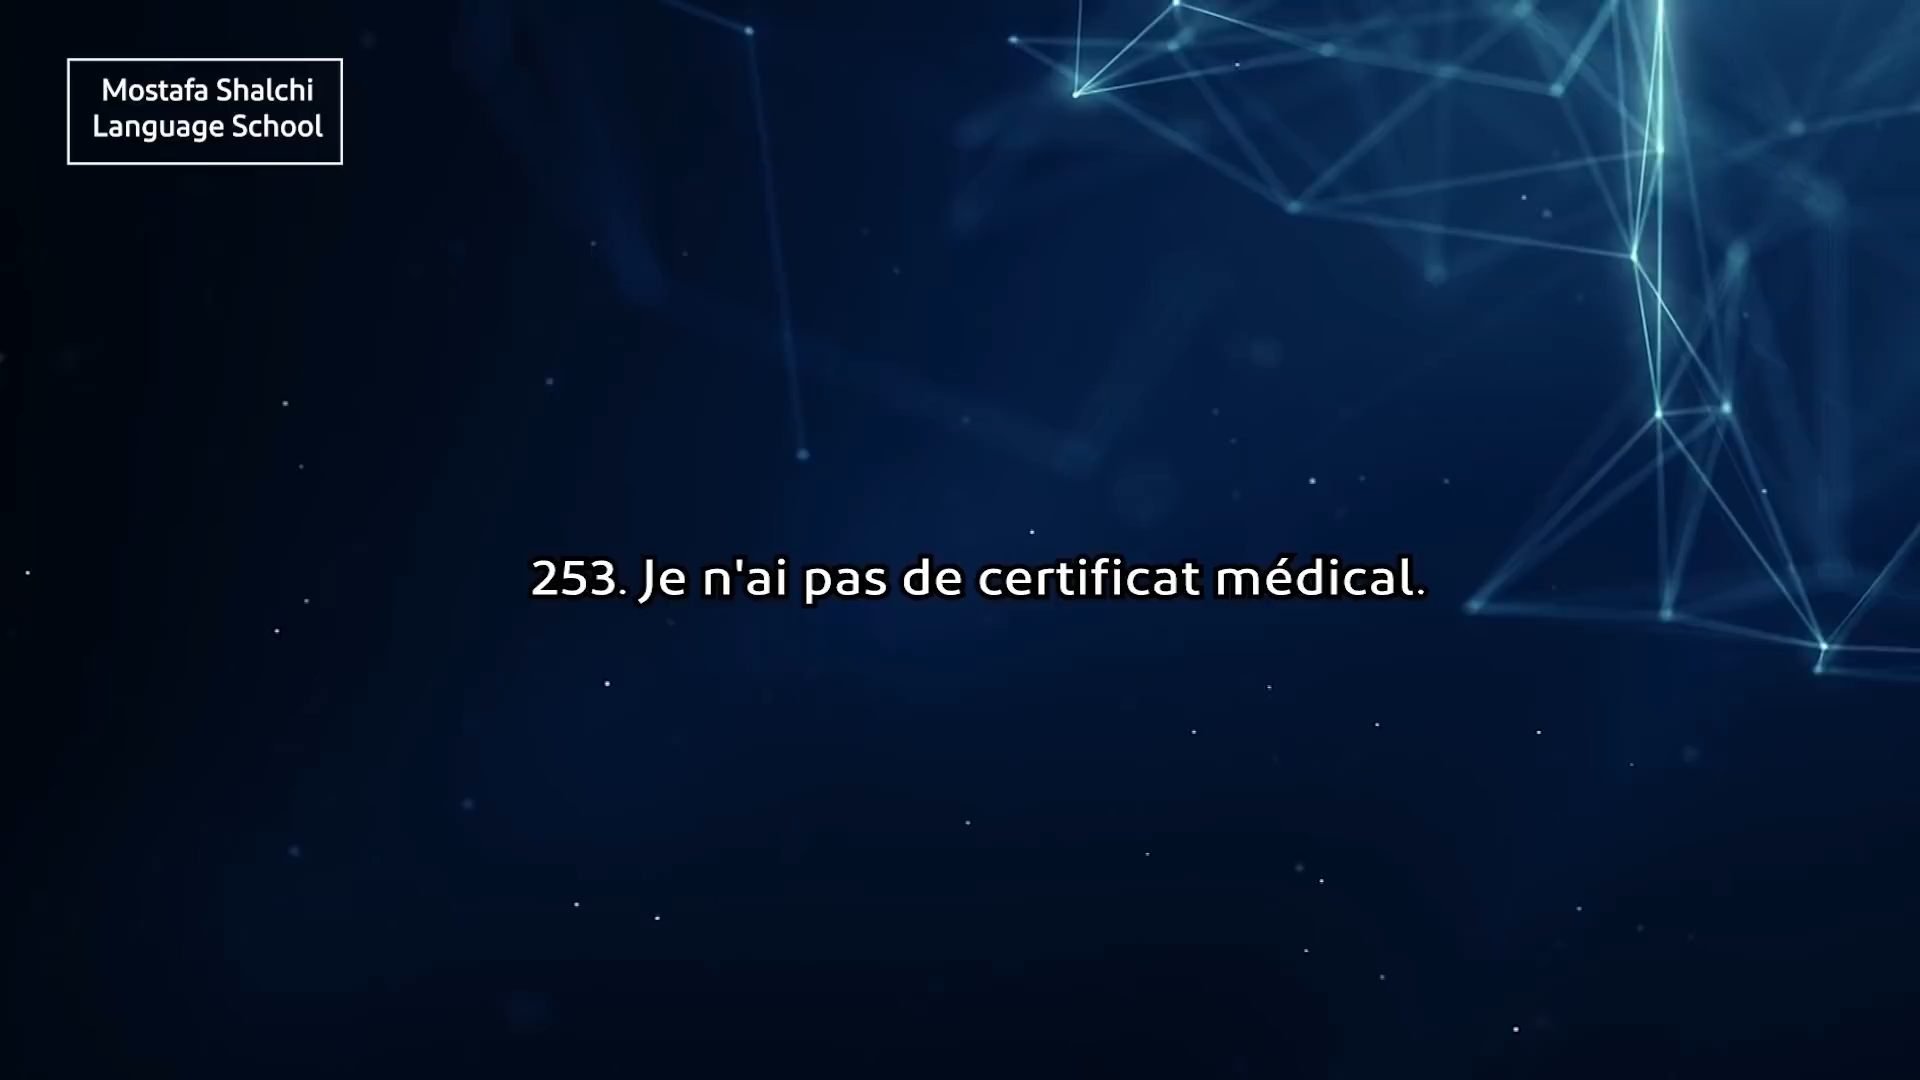 Mostafa Shalchi
Language School
253. Je n'ai pas de certificat médical.